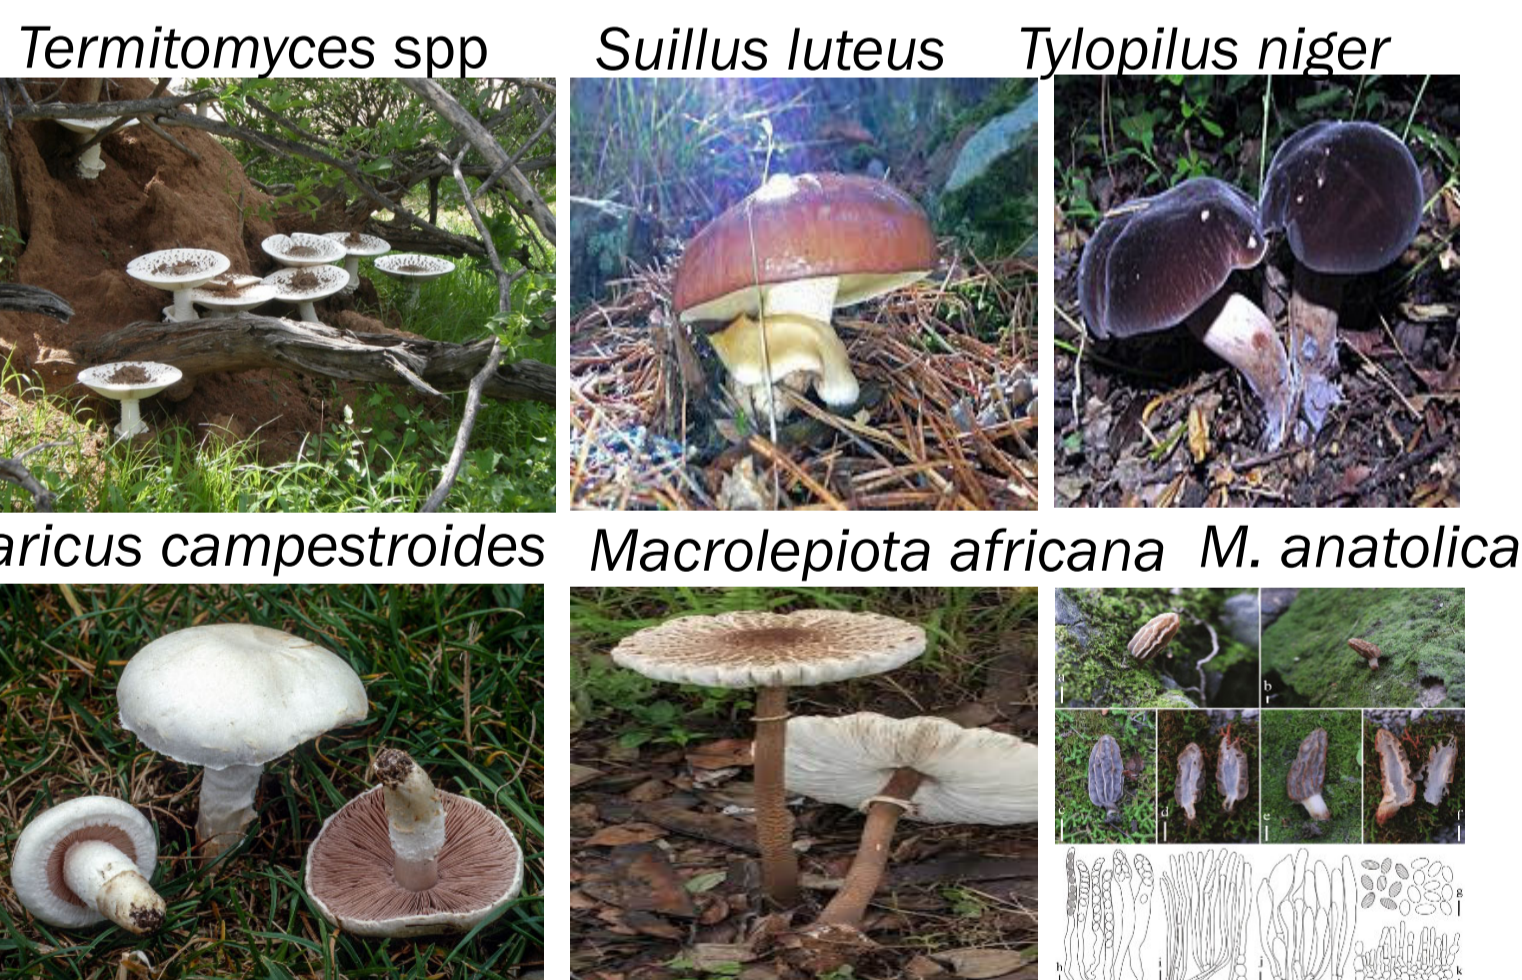 Termitomyces spp
Suillus luteus
Tylopilus niger
aricus campestroides
Macrolepiota africana
M. anatolica
a
b
c
d
e
f
g
h
i
j
k